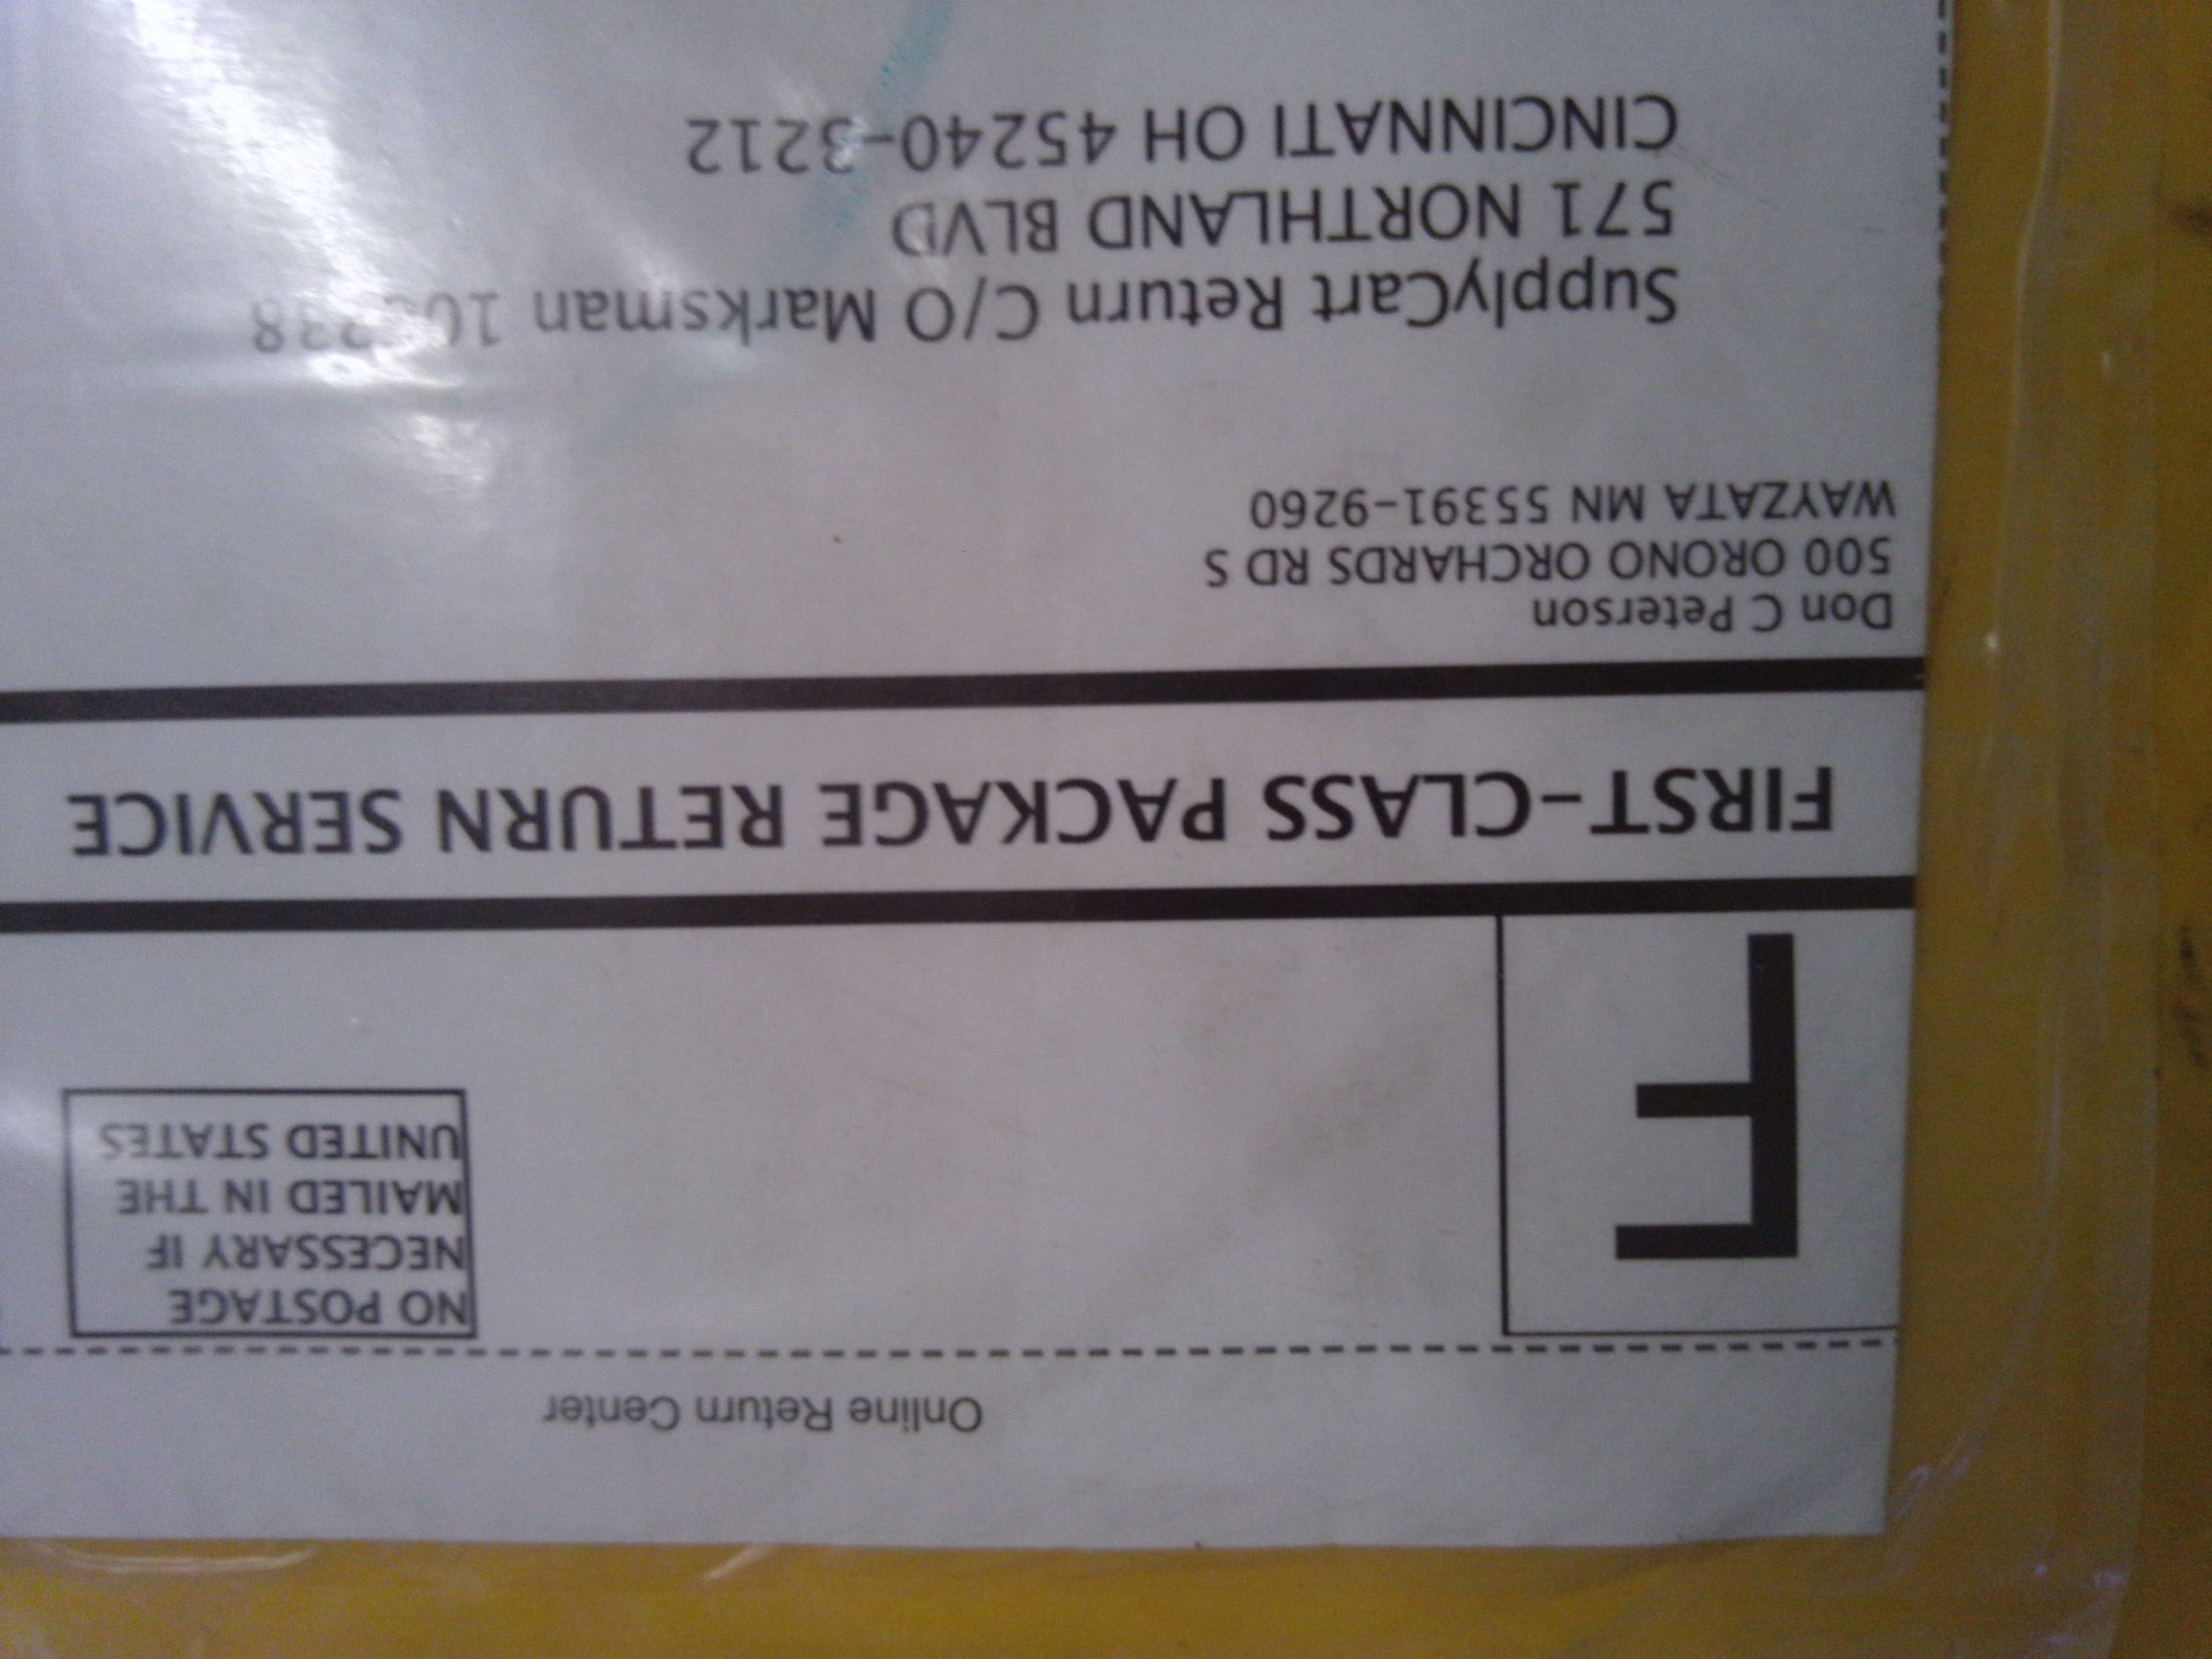 Online Return Center
F
NO POSTAGE
NECESSARY IF
MAILED IN THE
UNITED STATES
FIRST-CLASS PACKAGE RETURN SERVICE
Don C Peterson
500 ORONO ORCHARDS RD S
WAYZATA MN 55391-9260
SupplyCart Return C/O Marksman
571 NORTHLAND BLVD
CINCINNATI OH 45240-3212